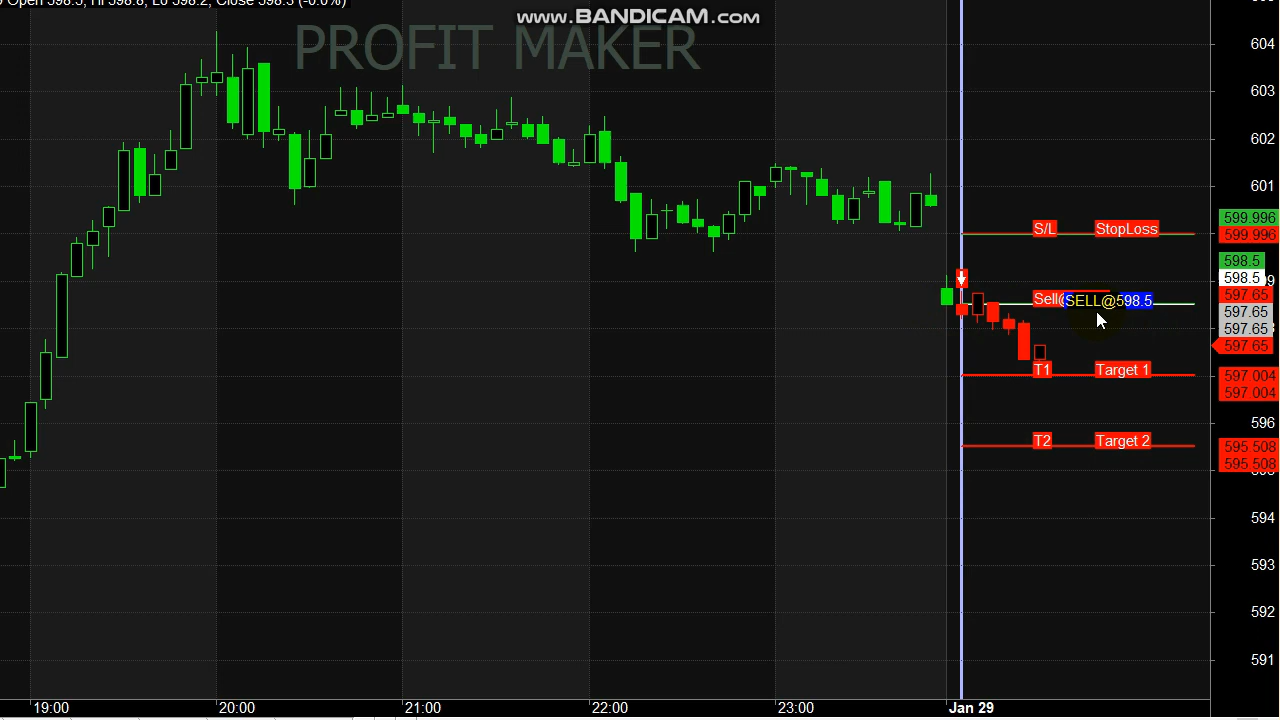 Open 598.5, Hi 598.8, Lo 598.2, Close 598.3 (-0.0%)
www.BANDICAM.com
PROFIT MAKER
604
603
602
601
599.996
S/L StopLoss
599.996
598.5
598.5
597.65
Sell@ SELL@598.5
597.65
597.65
597.65
T1 Target 1
597.004
597.004
596
T2 Target 2
595.508
595.508
594
593
592
591
19:00 20:00 21:00 22:00 23:00 Jan 29